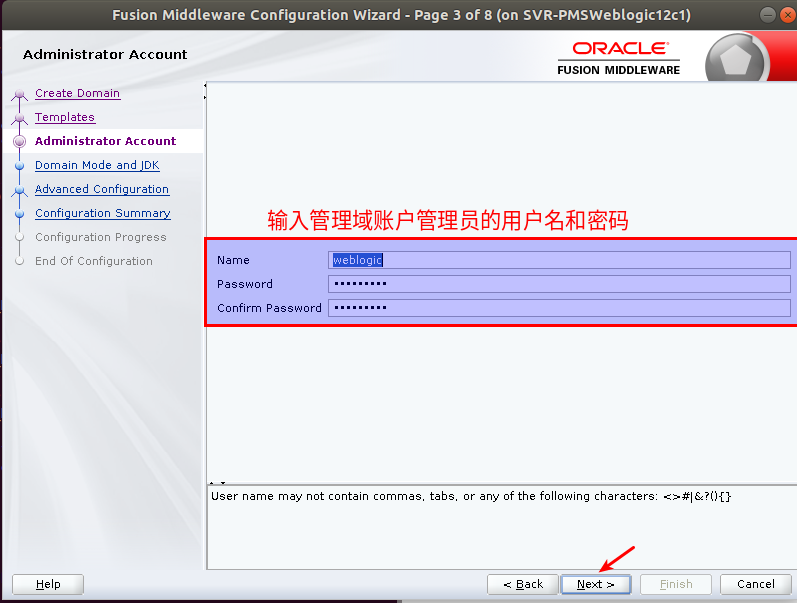 Fusion Middleware Configuration Wizard - Page 3 of 8 (on SVR-PMSWeblogic12c1)
Administrator Account
ORACLE
FUSION MIDDLEWARE
Create Domain
Templates
Administrator Account
Domain Mode and JDK
Advanced Configuration
Configuration Summary
Configuration Progress
End Of Configuration
输入管理域账户管理员的用户名和密码
Name weblogic
Password •••••••••
Confirm Password •••••••••
User name may not contain commas, tabs, or any of the following characters: <>#|&?(){}
Help < Back Next > Finish Cancel